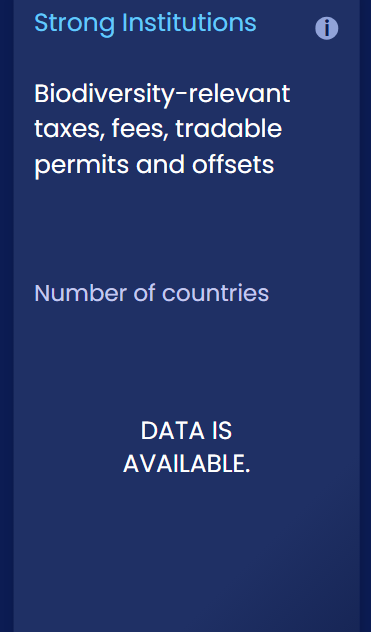 Strong Institutions
i
Biodiversity-relevant
taxes, fees, tradable
permits and offsets
Number of countries
DATA IS
AVAILABLE.